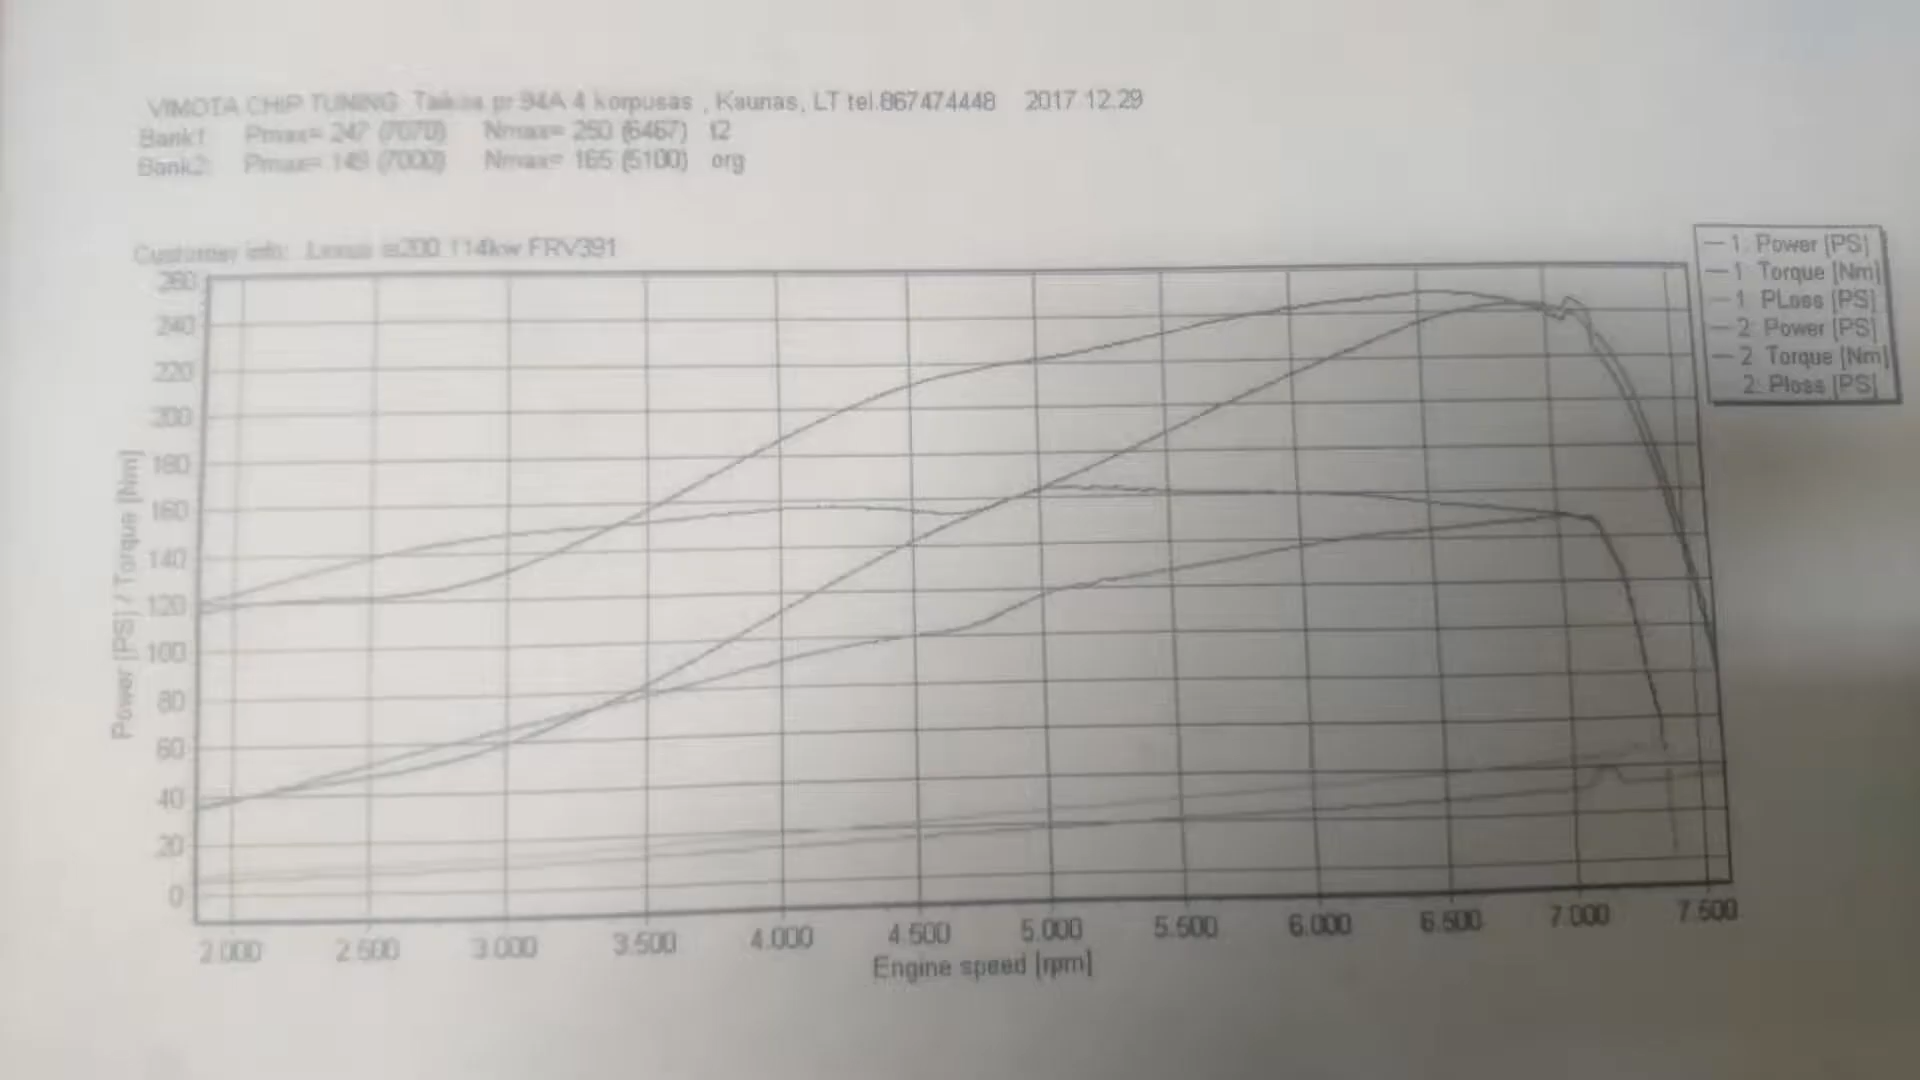 VIMOTA CHIP TUNING Taikos pr.94A 4 korpusas , Kaunas, LT tel.867474448 2017.12.29
Bank1: Pmax= 247 (7070) Nmax= 250 (6467) t2
Bank2: Pmax= 149 (7000) Nmax= 165 (5100) org
Customer info: Lexus is200 114kw FRV391
1: Power [PS]
1 Torque [Nm]
1 PLoss [PS]
2: Power [PS]
2 Torque [Nm]
2: Ploss [PS]
Power [PS] / Torque [Nm]
260
240
220
200
180
160
140
120
100
80
60
40
20
0
2.000 2.500 3.000 3.500 4.000 4.500 5.000 5.500 6.000 6.500 7.000 7.500
Engine speed [rpm]